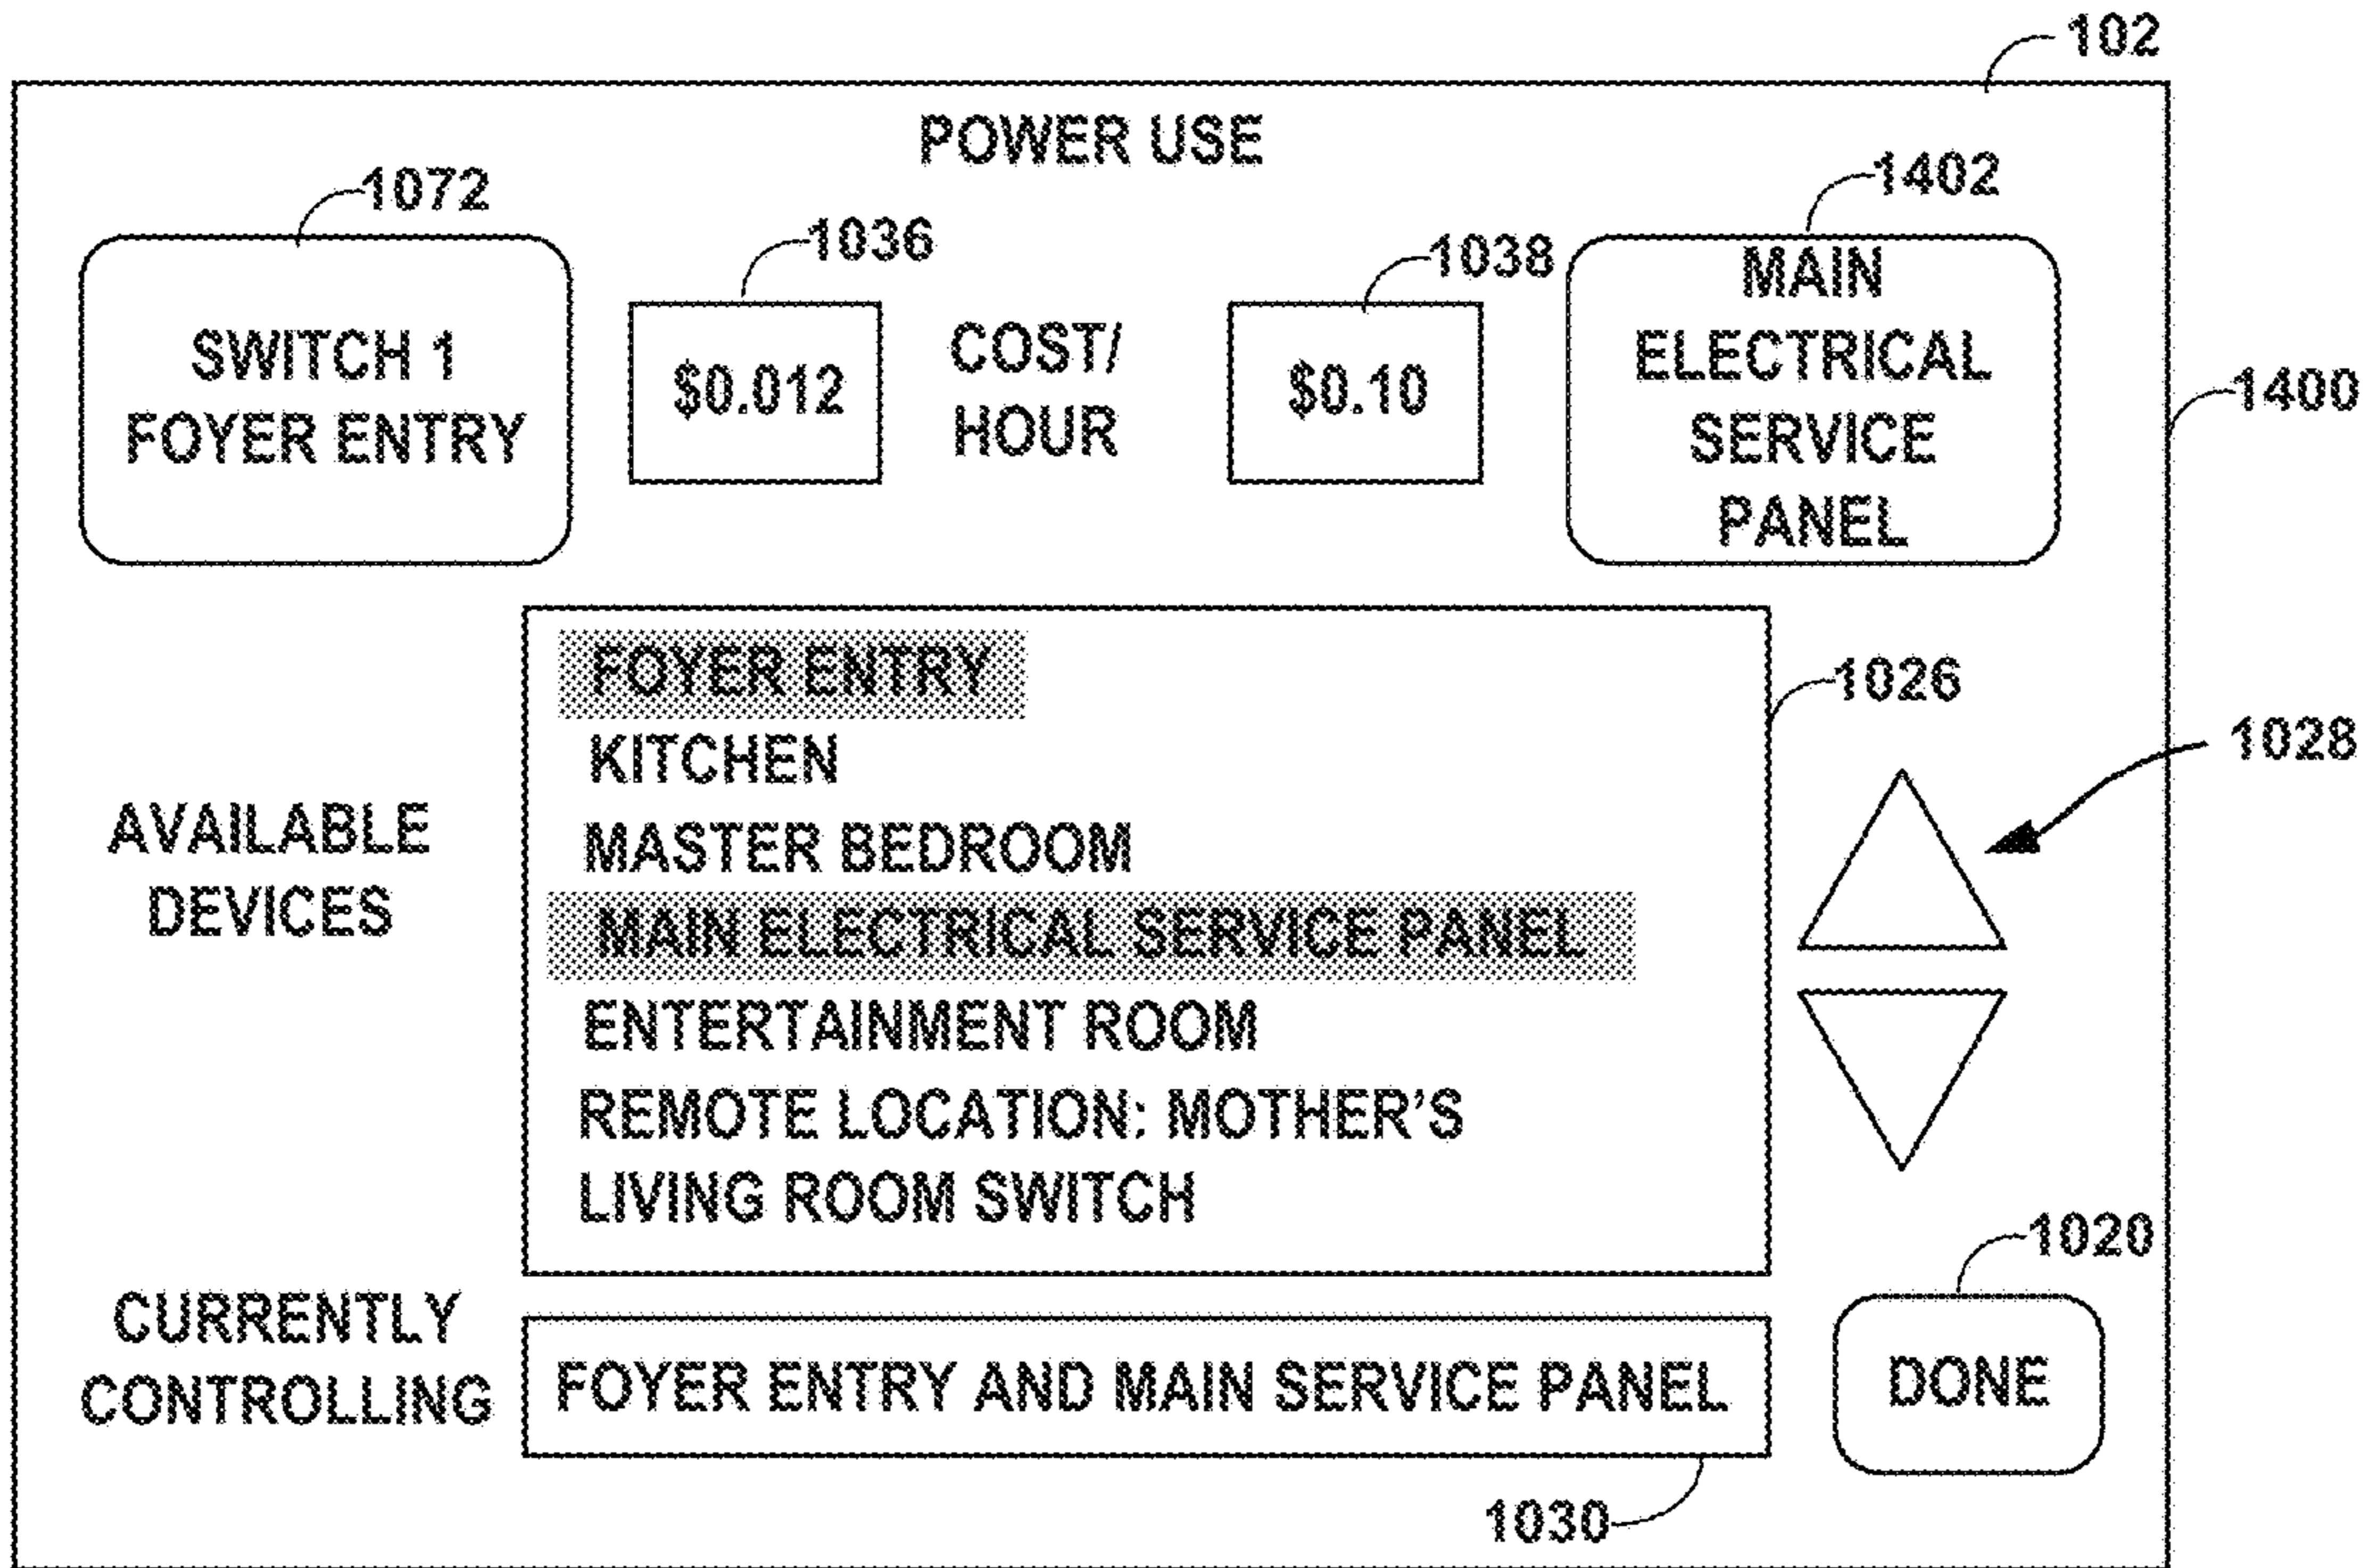 102
POWER USE
1072
1036
1038
1402
SWITCH 1
FOYER ENTRY
$0.012
COST/
HOUR
$0.10
MAIN
ELECTRICAL
SERVICE
PANEL
1400
AVAILABLE
DEVICES
FOYER ENTRY
KITCHEN
MASTER BEDROOM
MAIN ELECTRICAL SERVICE PANEL
ENTERTAINMENT ROOM
REMOTE LOCATION: MOTHER'S
LIVING ROOM SWITCH
1026
1028
1020
CURRENTLY
CONTROLLING
FOYER ENTRY AND MAIN SERVICE PANEL
DONE
1030